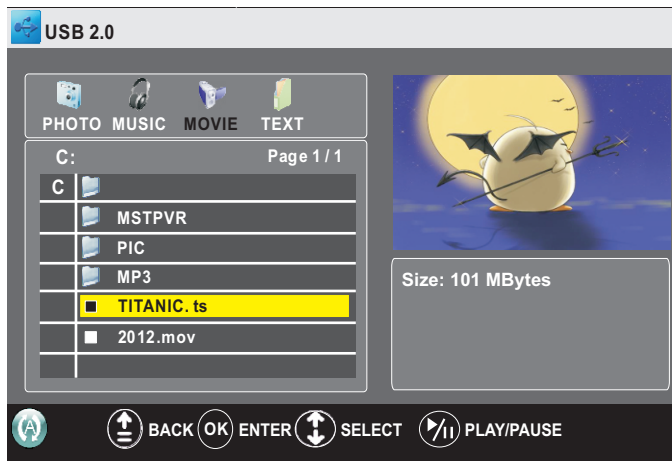 USB 2.0
PHOTO MUSIC MOVIE TEXT
C: Page 1 / 1
C
MSTPVR
PIC
MP3
TITANIC. ts
2012.mov
Size: 101 MBytes
A BACK OK ENTER SELECT PLAY/PAUSE